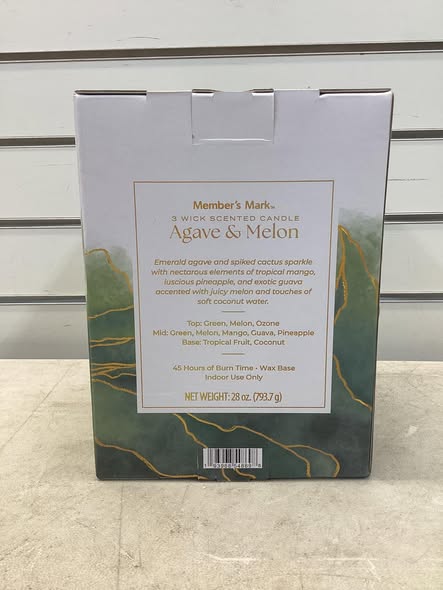 Member's Mark™
3 WICK SCENTED CANDLE
Agave & Melon
Emerald agave and spiked cactus sparkle
with nectarous elements of tropical mango,
luscious pineapple, and exotic guava
accented with juicy melon and touches of
soft coconut water.
Top: Green, Melon, Ozone
Mid: Green, Melon, Mango, Guava, Pineapple
Base: Tropical Fruit, Coconut
45 Hours of Burn Time • Wax Base
Indoor Use Only
NET WEIGHT: 28 oz. (793.7 g)